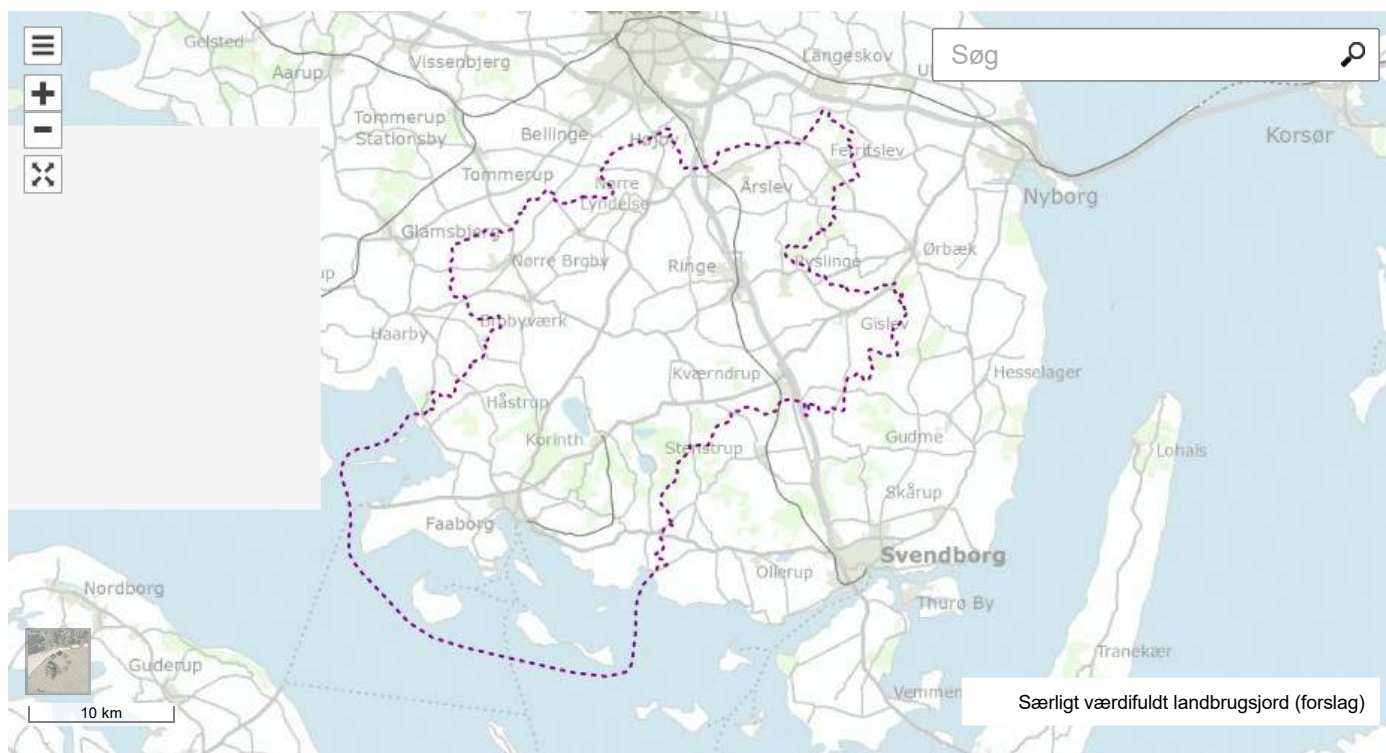 Gelsted
Aarup
Vissenbjerg
Langeskov
Søg
Tommerup
Stationsby
Bellinge
Højby
Ferritslev
Korsør
Tommerup
Nørre
Lyndelse
Årslev
Nyborg
Glamsbjerg
Nørre Broby
Ringe
Ryslinge
Ørbæk
Haarby
Brobyværk
Gislev
Kværndrup
Hesselager
Håstrup
Korinth
Stenstrup
Gudme
Lohals
Skårup
Faaborg
Svendborg
Ollerup
Nordborg
Thurø By
Guderup
Tranekær
Vemmen
Særligt værdifuldt landbrugsjord (forslag)
10 km